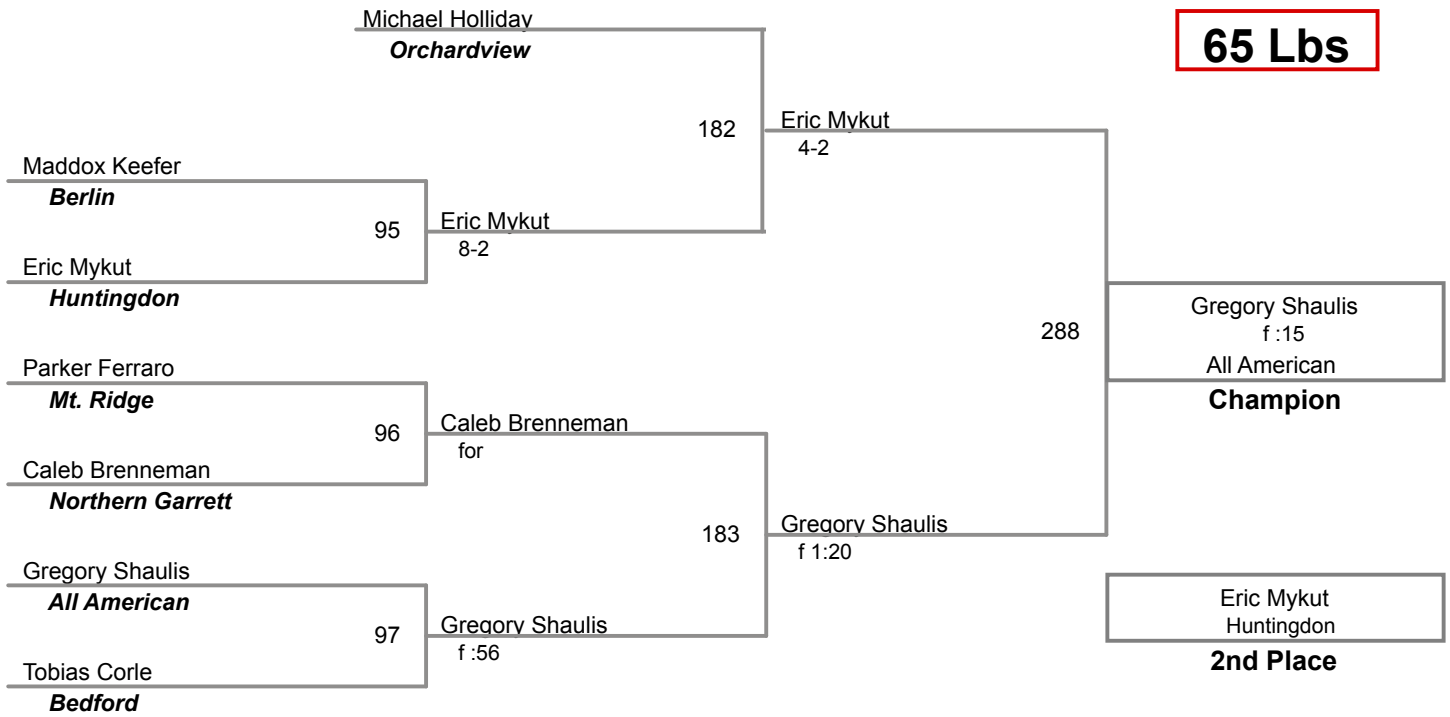 Michael Holliday
Orchardview
65 Lbs
182
Eric Mykut
4-2
Maddox Keefer
Berlin
95
Eric Mykut
8-2
Eric Mykut
Huntingdon
288
Gregory Shaulis
f :15
All American
Champion
Parker Ferraro
Mt. Ridge
96
Caleb Brenneman
for
Caleb Brenneman
Northern Garrett
183
Gregory Shaulis
f 1:20
Gregory Shaulis
All American
97
Gregory Shaulis
f :56
Tobias Corle
Bedford
Eric Mykut
Huntingdon
2nd Place